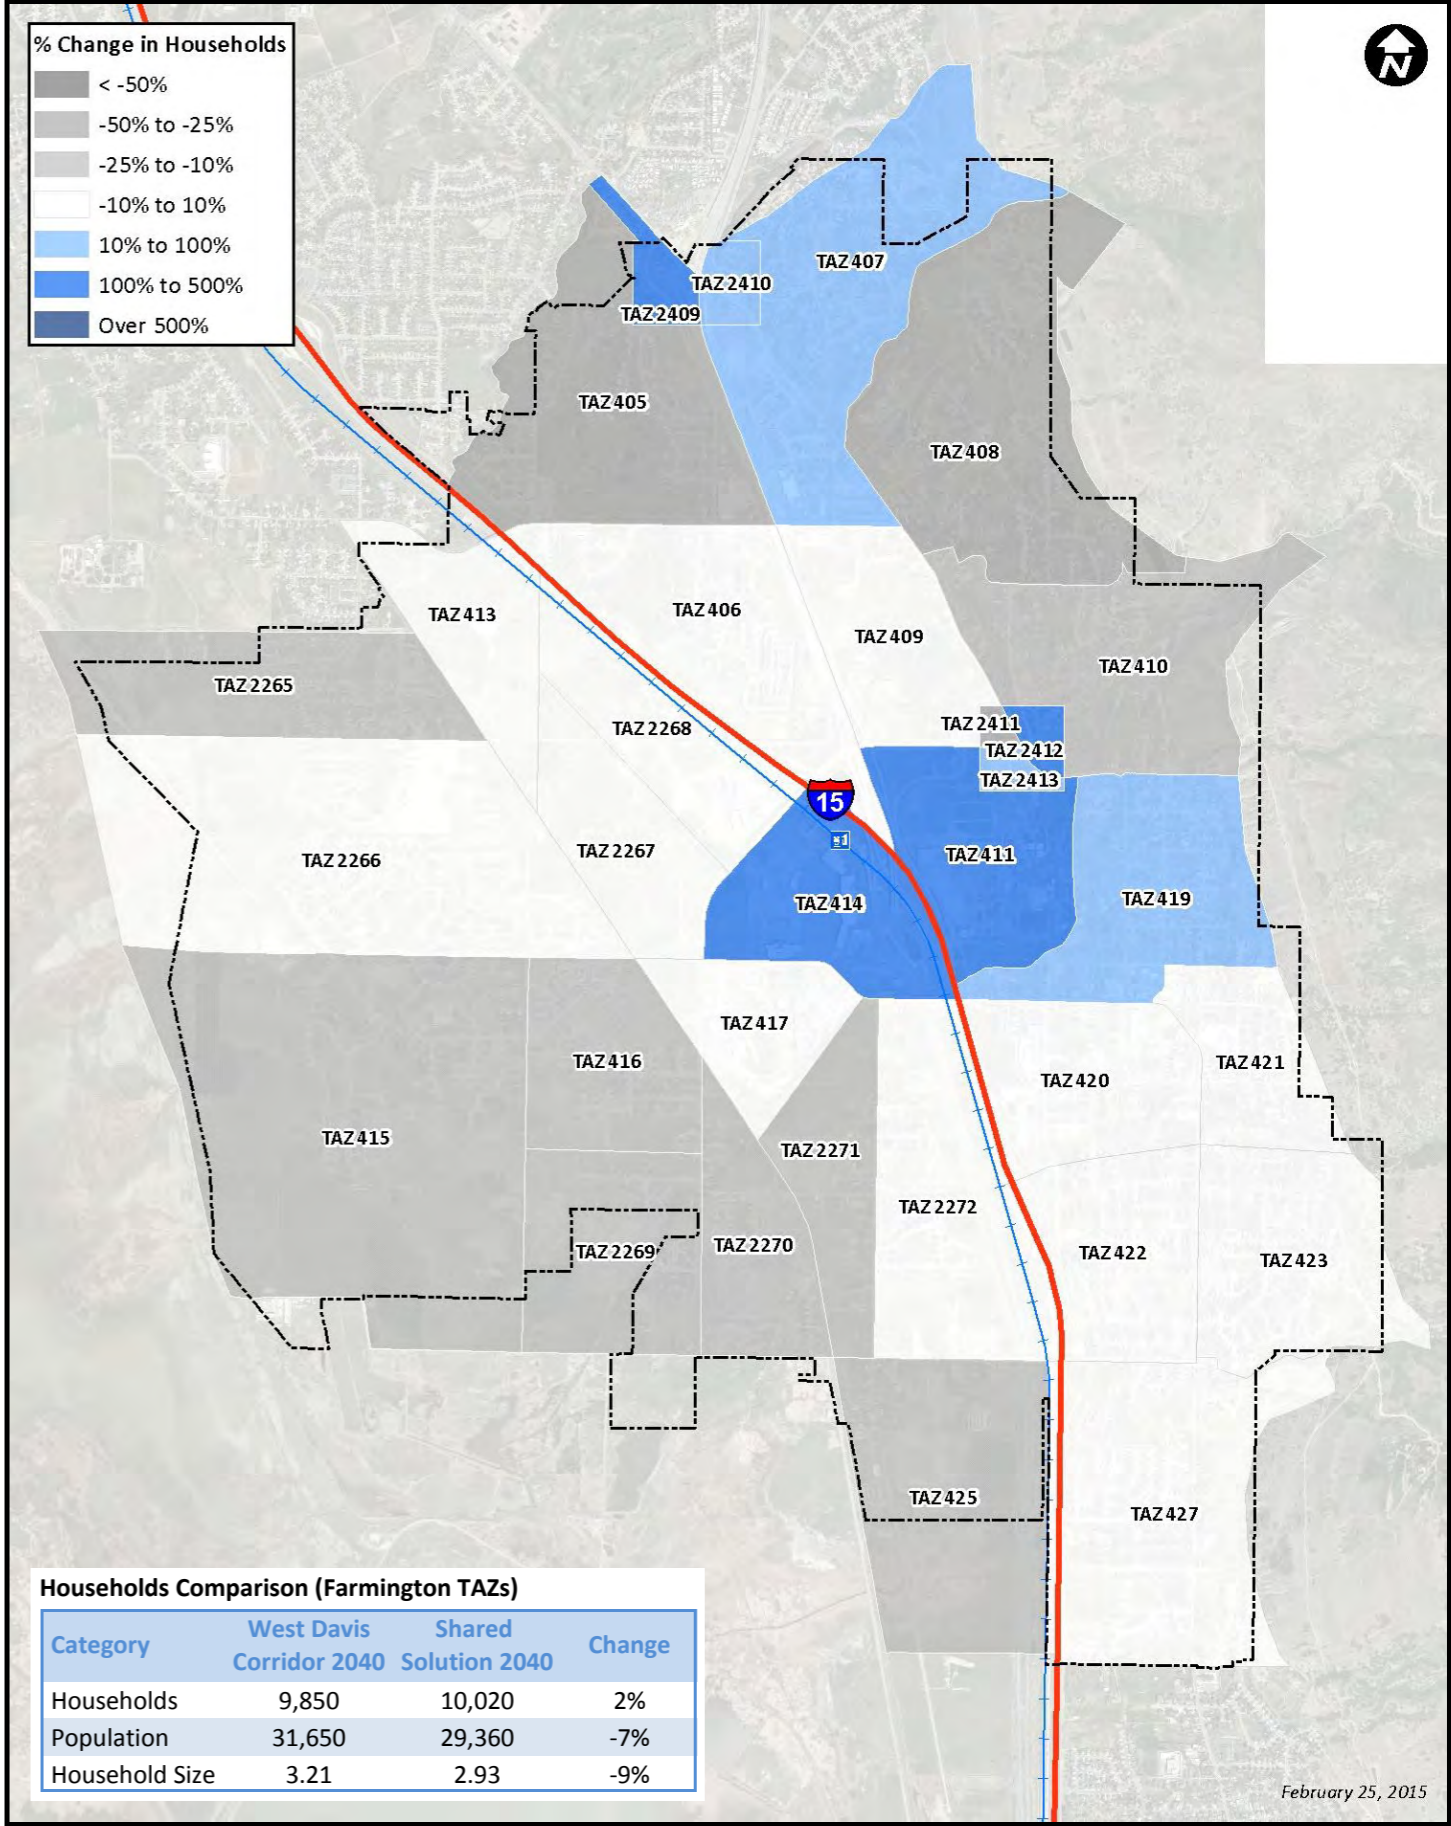 % Change in Households
< -50%
-50% to -25%
-25% to -10%
-10% to 10%
10% to 100%
100% to 500%
Over 500%
N
TAZ 407
TAZ 2410
TAZ 2409
TAZ 405
TAZ 408
TAZ 413
TAZ 406
TAZ 409
TAZ 410
TAZ 2265
TAZ 2411
TAZ 2268
TAZ 2412
TAZ 2413
15
TAZ 2266
TAZ 2267
TAZ 411
TAZ 414
TAZ 419
TAZ 417
TAZ 416
TAZ 421
TAZ 420
TAZ 415
TAZ 2271
TAZ 2272
TAZ 2269
TAZ 2270
TAZ 422
TAZ 423
TAZ 425
TAZ 427
Households Comparison (Farmington TAZs)
Category West Davis Corridor 2040 Shared Solution 2040 Change
Households 9,850 10,020 2%
Population 31,650 29,360 -7%
Household Size 3.21 2.93 -9%
February 25, 2015